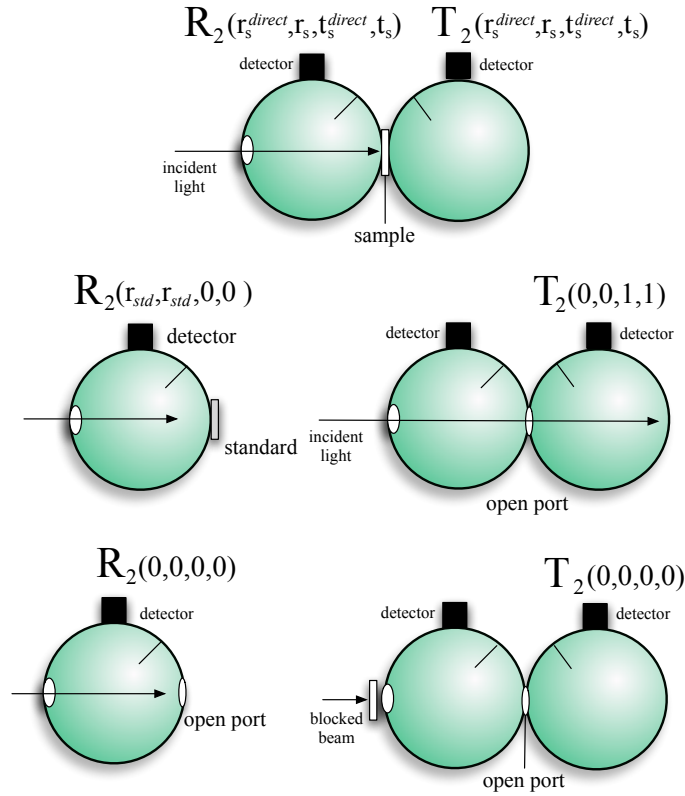 R₂(rₛᵈⁱʳᵉᶜᵗ,rₛ,tₛᵈⁱʳᵉᶜᵗ,tₛ) T₂(rₛᵈⁱʳᵉᶜᵗ,rₛ,tₛᵈⁱʳᵉᶜᵗ,tₛ)
detector detector
incident
light
sample
R₂(r_std,r_std,0,0 ) T₂(0,0,1,1)
detector detector detector
incident
light
standard
open port
R₂(0,0,0,0) T₂(0,0,0,0)
detector detector detector
open port
blocked
beam
open port